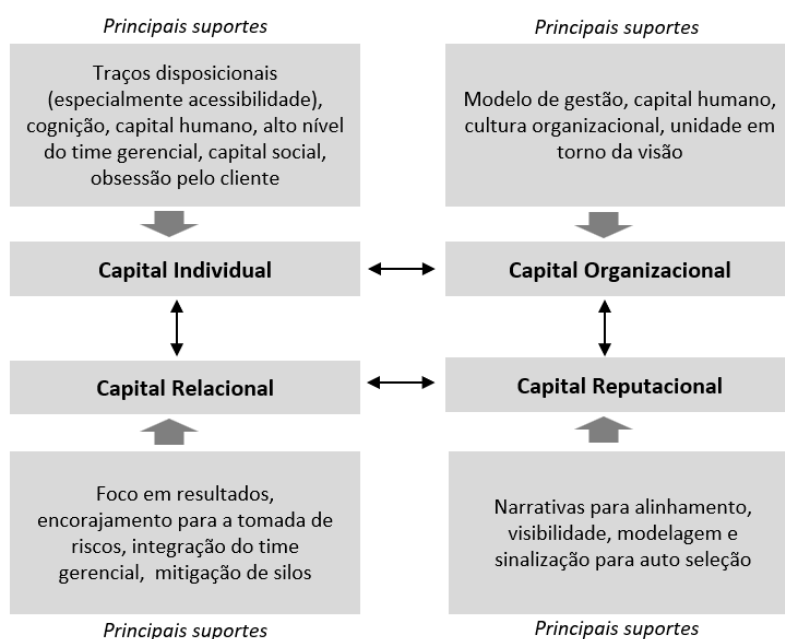 Principais suportes
Traços disposicionais
(especialmente acessibilidade),
cognição, capital humano, alto nível
do time gerencial, capital social,
obsessão pelo cliente
Principais suportes
Modelo de gestão, capital humano,
cultura organizacional, unidade em
torno da visão
Capital Individual
Capital Organizacional
Capital Relacional
Capital Reputacional
Foco em resultados,
encorajamento para a tomada de
riscos, integração do time
gerencial, mitigação de silos
Principais suportes
Narrativas para alinhamento,
visibilidade, modelagem e
sinalização para auto seleção
Principais suportes